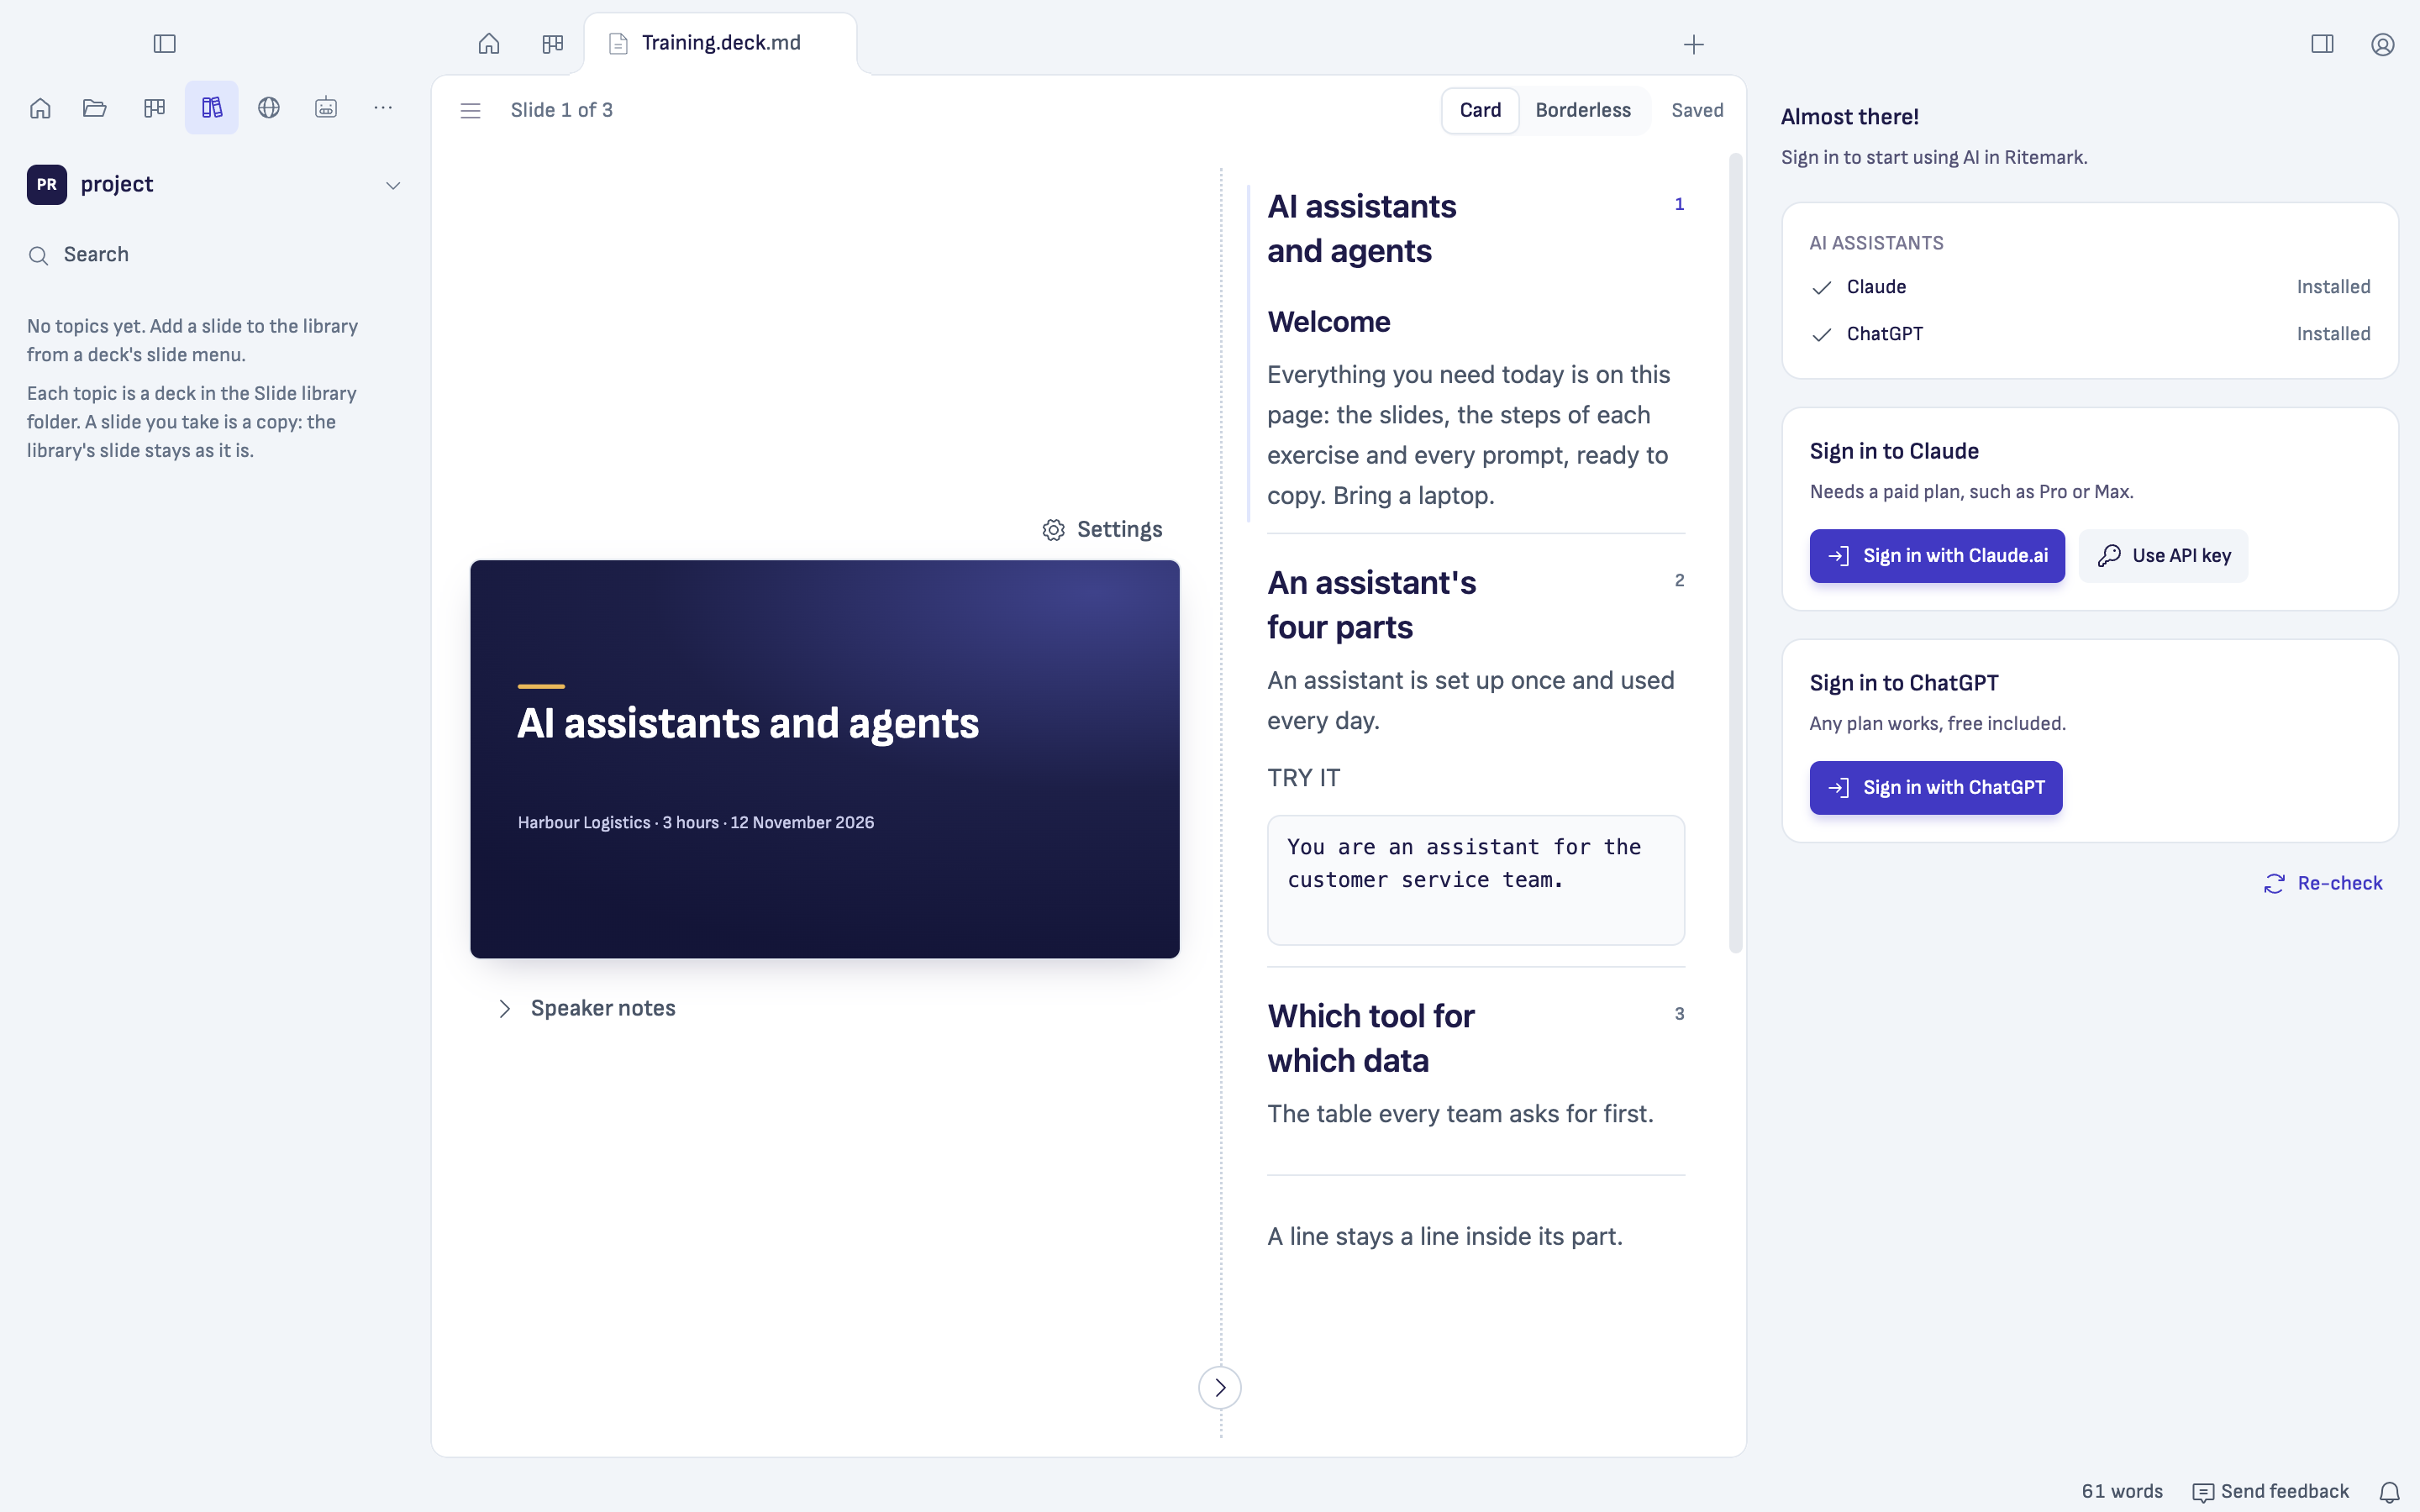 Training.deck.md
PR project
Search
No topics yet. Add a slide to the library
from a deck's slide menu.
Each topic is a deck in the Slide library
folder. A slide you take is a copy: the
library's slide stays as it is.
Slide 1 of 3
Card Borderless Saved
Settings
AI assistants and agents
Harbour Logistics · 3 hours · 12 November 2026
Speaker notes
AI assistants 1
and agents
Welcome
Everything you need today is on this
page: the slides, the steps of each
exercise and every prompt, ready to
copy. Bring a laptop.
An assistant's 2
four parts
An assistant is set up once and used
every day.
TRY IT
You are an assistant for the
customer service team.
Which tool for 3
which data
The table every team asks for first.
A line stays a line inside its part.
Almost there!
Sign in to start using AI in Ritemark.
AI ASSISTANTS
Claude Installed
ChatGPT Installed
Sign in to Claude
Needs a paid plan, such as Pro or Max.
Sign in with Claude.ai Use API key
Sign in to ChatGPT
Any plan works, free included.
Sign in with ChatGPT
Re-check
61 words Send feedback